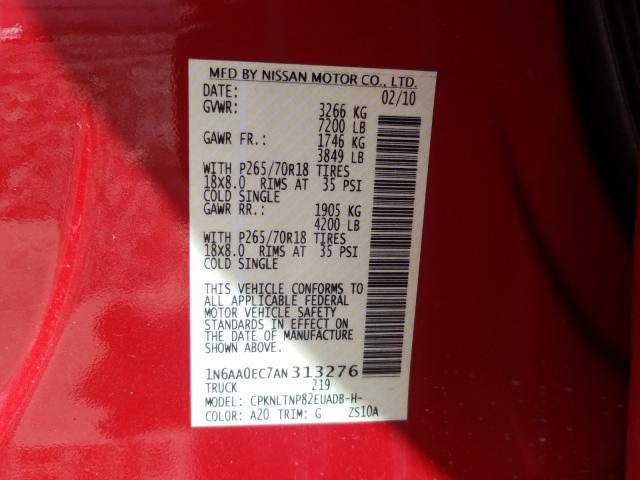 MFD BY NISSAN MOTOR CO., LTD.
DATE: 02/10
GVWR: 3266 KG
7200 LB
GAWR FR.: 1746 KG
3849 LB
WITH P265/70R18 TIRES
18X8.0 RIMS AT 35 PSI
COLD SINGLE
GAWR RR.: 1905 KG
4200 LB
WITH P265/70R18 TIRES
18X8.0 RIMS AT 35 PSI
COLD SINGLE
THIS VEHICLE CONFORMS TO
ALL APPLICABLE FEDERAL
MOTOR VEHICLE SAFETY
STANDARDS IN EFFECT ON
THE DATE OF MANUFACTURE
SHOWN ABOVE.
1N6AA0EC7AN313276
TRUCK 219
MODEL: CPKNLTNP82EUADB-H-
COLOR: A20 TRIM: G ZS10A